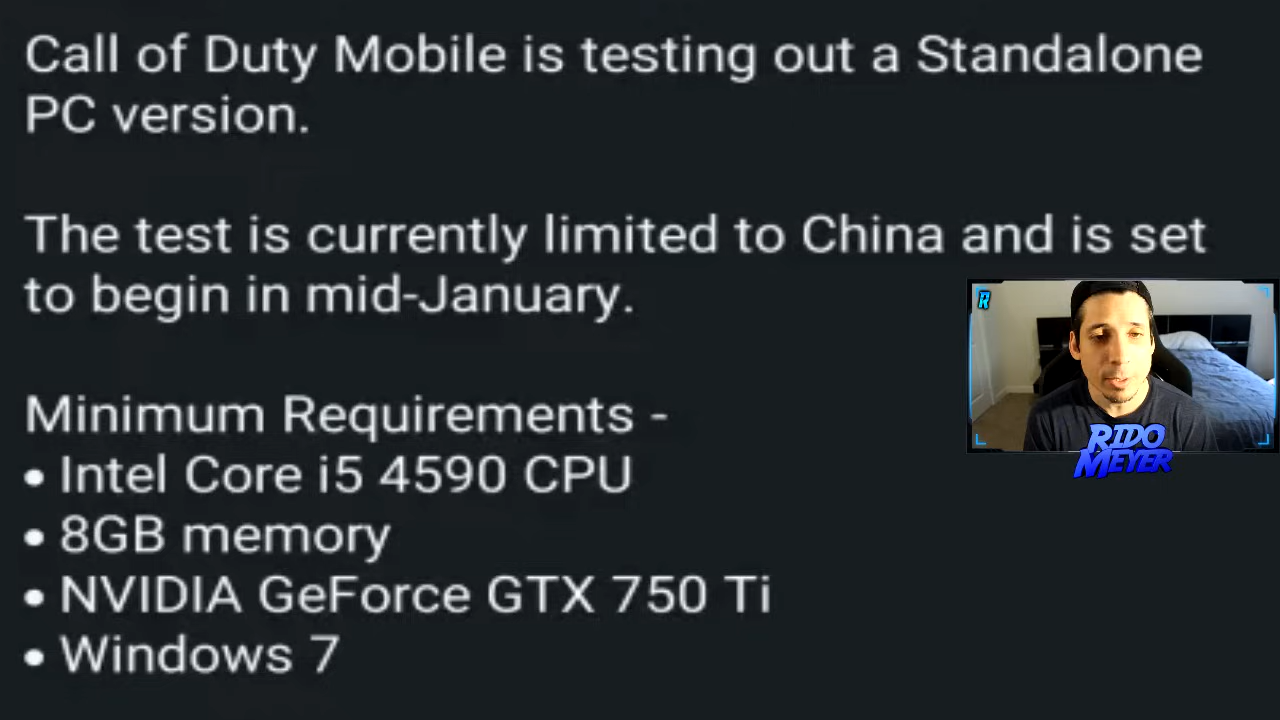 Call of Duty Mobile is testing out a Standalone
PC version.
The test is currently limited to China and is set
to begin in mid-January.
Minimum Requirements -
• Intel Core i5 4590 CPU
• 8GB memory
• NVIDIA GeForce GTX 750 Ti
• Windows 7
R
RIDO
MEYER